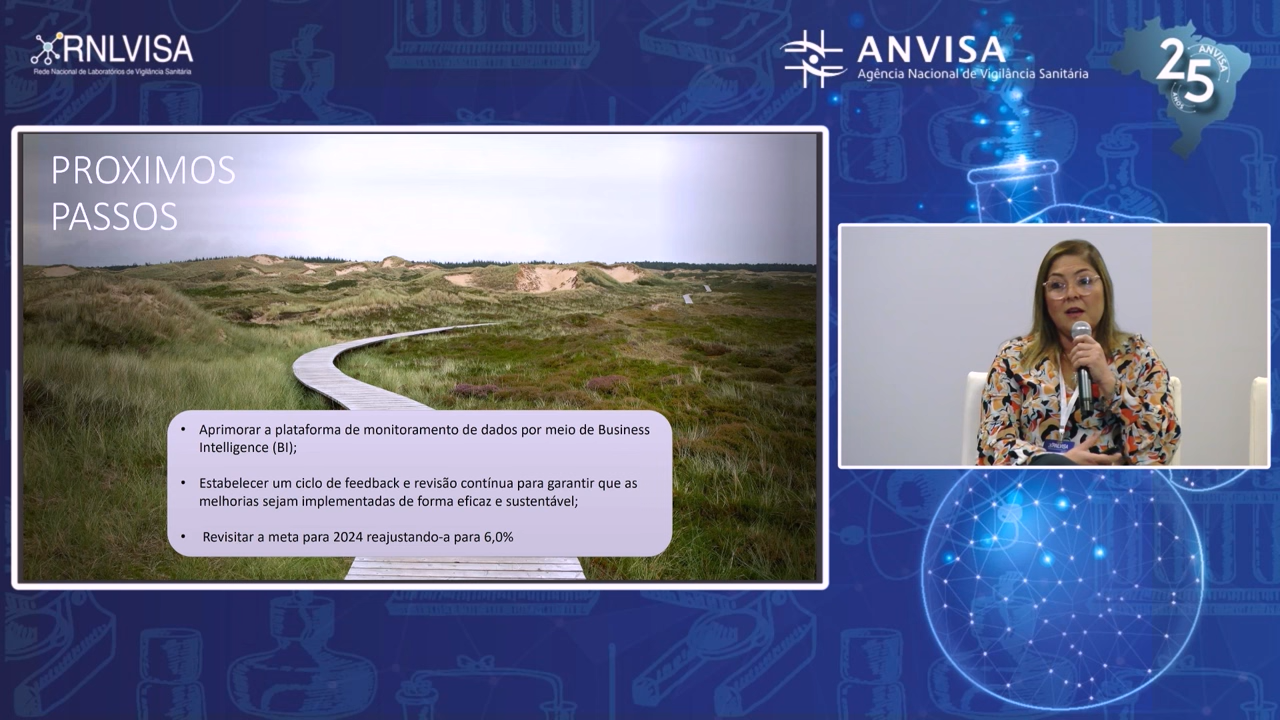 RNLVISA
Rede Nacional de Laboratórios de Vigilância Sanitária
ANVISA
Agência Nacional de Vigilância Sanitária
25
ANVISA
ANOS
PROXIMOS
PASSOS
• Aprimorar a plataforma de monitoramento de dados por meio de Business
Intelligence (BI);
• Estabelecer um ciclo de feedback e revisão contínua para garantir que as
melhorias sejam implementadas de forma eficaz e sustentável;
• Revisitar a meta para 2024 reajustando-a para 6,0%
RNLVISA